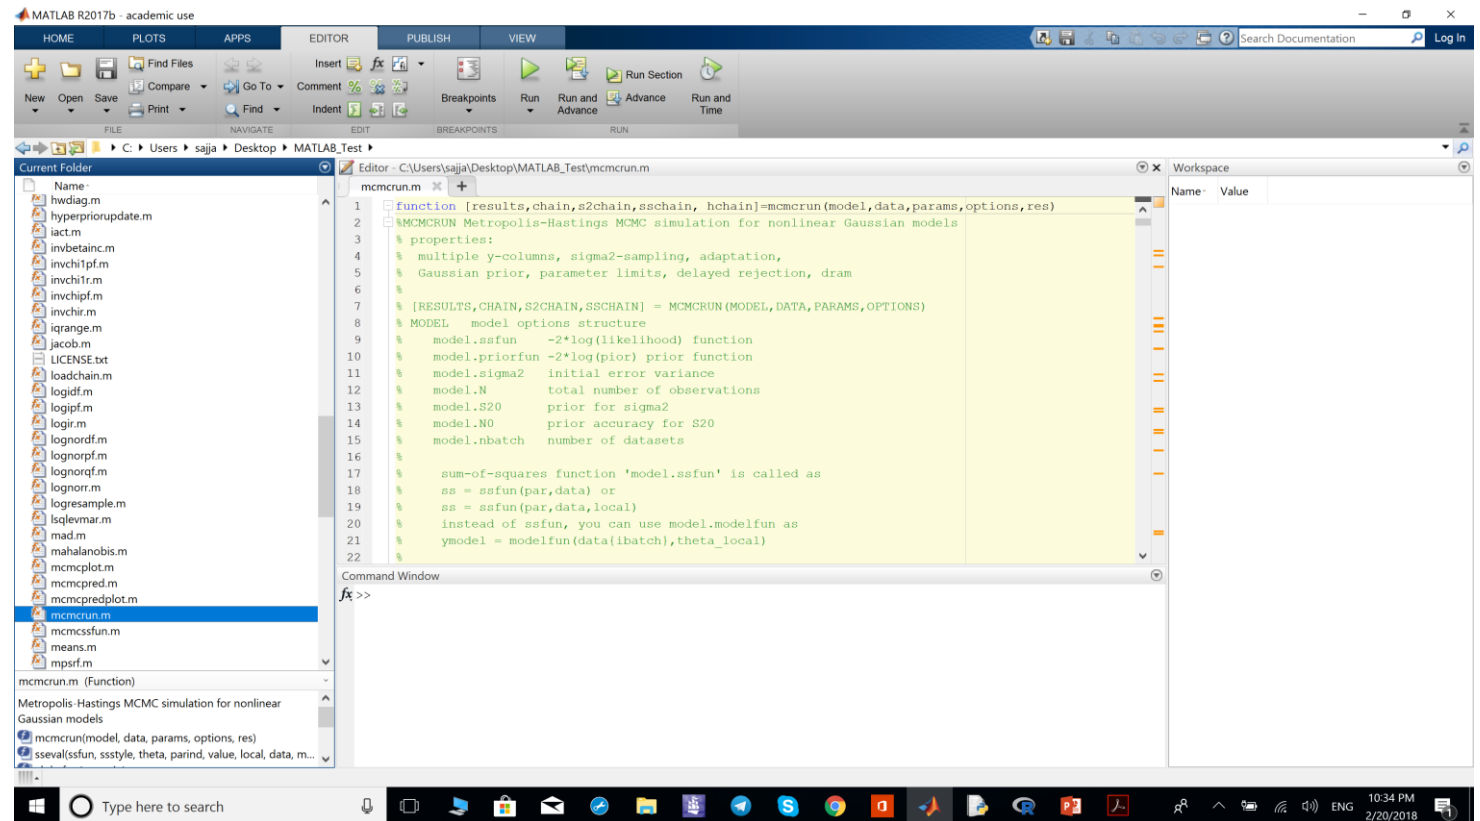 MATLAB R2017b - academic use
HOME PLOTS APPS EDITOR PUBLISH VIEW
Search Documentation Log In
New Open Save Find Files Compare Print
FILE
Go To Find
NAVIGATE
Insert fx
Comment
Indent
EDIT
Breakpoints
BREAKPOINTS
Run Run and Advance Run Section Advance Run and Time
RUN
C: Users sajja Desktop MATLAB_Test
Current Folder
Name
hwdiag.m
hyperpriorupdate.m
iact.m
invbetainc.m
invchi1pf.m
invchi1r.m
invchipf.m
invchir.m
iqrange.m
jacob.m
LICENSE.txt
loadchain.m
logidf.m
logipf.m
logir.m
lognordf.m
lognorpf.m
lognorqf.m
lognorr.m
logresample.m
lsqlevmar.m
mad.m
mahalanobis.m
mcmcplot.m
mcmcpred.m
mcmcpredplot.m
mcmcrun.m
mcmcssfun.m
means.m
mpsrf.m
mcmcrun.m (Function)
Metropolis-Hastings MCMC simulation for nonlinear
Gaussian models
mcmcrun(model, data, params, options, res)
sseval(ssfun, ssstyle, theta, parind, value, local, data, m...
Editor - C:\Users\sajja\Desktop\MATLAB_Test\mcmcrun.m
mcmcrun.m
1 function [results,chain,s2chain,sschain, hchain]=mcmcrun(model,data,params,options,res)
2 %MCMCRUN Metropolis-Hastings MCMC simulation for nonlinear Gaussian models
3 % properties:
4 % multiple y-columns, sigma2-sampling, adaptation,
5 % Gaussian prior, parameter limits, delayed rejection, dram
6 %
7 % [RESULTS,CHAIN,S2CHAIN,SSCHAIN] = MCMCRUN(MODEL,DATA,PARAMS,OPTIONS)
8 % MODEL model options structure
9 % model.ssfun -2*log(likelihood) function
10 % model.priorfun -2*log(pior) prior function
11 % model.sigma2 initial error variance
12 % model.N total number of observations
13 % model.S20 prior for sigma2
14 % model.N0 prior accuracy for S20
15 % model.nbatch number of datasets
16 %
17 % sum-of-squares function 'model.ssfun' is called as
18 % ss = ssfun(par,data) or
19 % ss = ssfun(par,data,local)
20 % instead of ssfun, you can use model.modelfun as
21 % ymodel = modelfun(data{ibatch},theta_local)
22 %
Command Window
fx >>
Workspace
Name Value
Type here to search
ENG
10:34 PM
2/20/2018